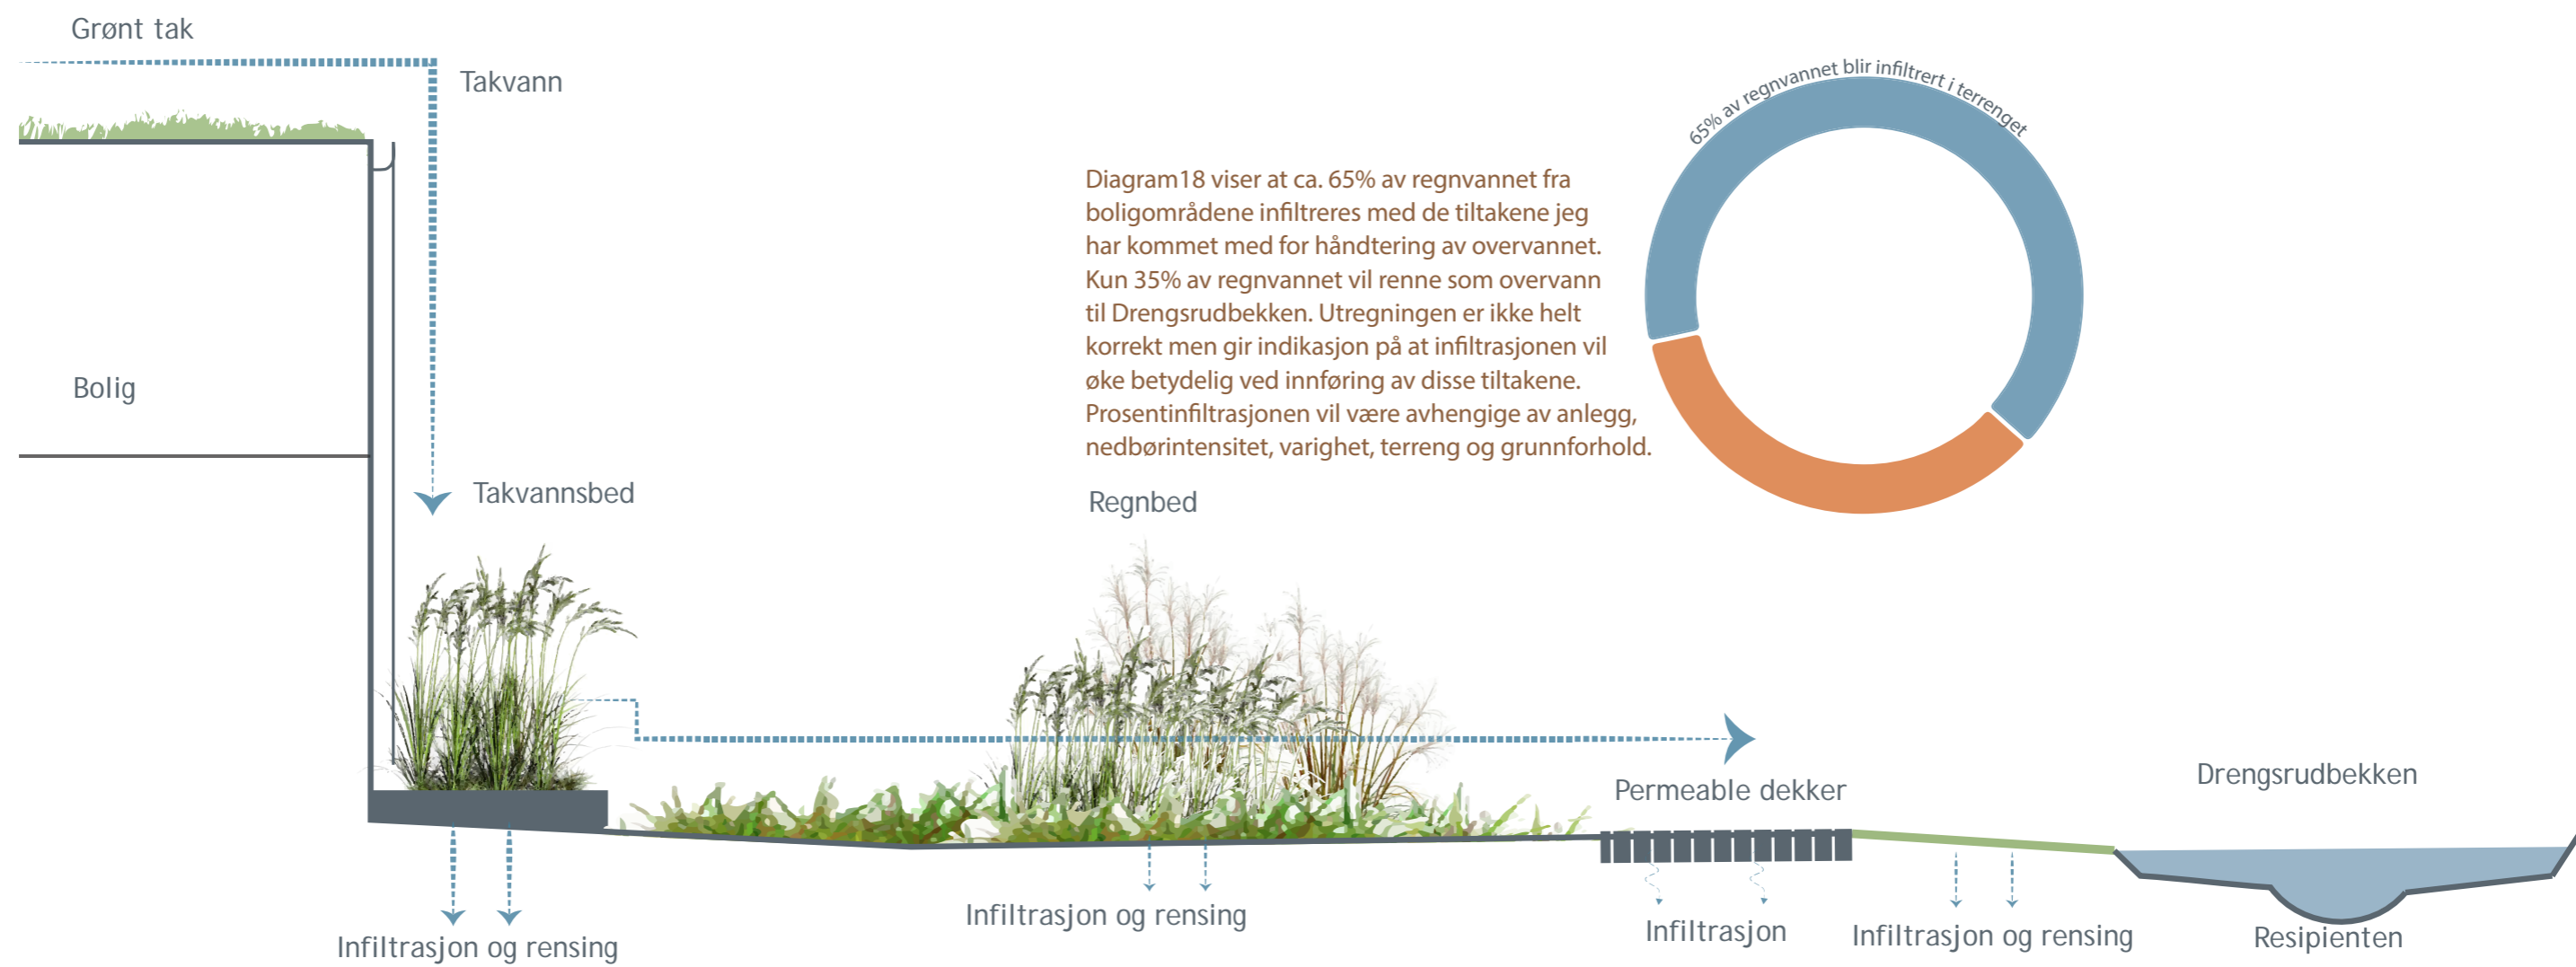 Grønt tak
Takvann
65% av regnvannet blir infiltrert i terrenget
Diagram18 viser at ca. 65% av regnvannet fra
boligområdene infiltreres med de tiltakene jeg
har kommet med for håndtering av overvannet.
Kun 35% av regnvannet vil renne som overvann
til Drengsrudbekken. Utregningen er ikke helt
korrekt men gir indikasjon på at infiltrasjonen vil
øke betydelig ved innføring av disse tiltakene.
Prosentinfiltrasjonen vil være avhengige av anlegg,
nedbørintensitet, varighet, terreng og grunnforhold.
Bolig
Takvannsbed
Regnbed
Permeable dekker
Drengsrudbekken
Infiltrasjon og rensing
Infiltrasjon og rensing
Infiltrasjon
Infiltrasjon og rensing
Resipienten